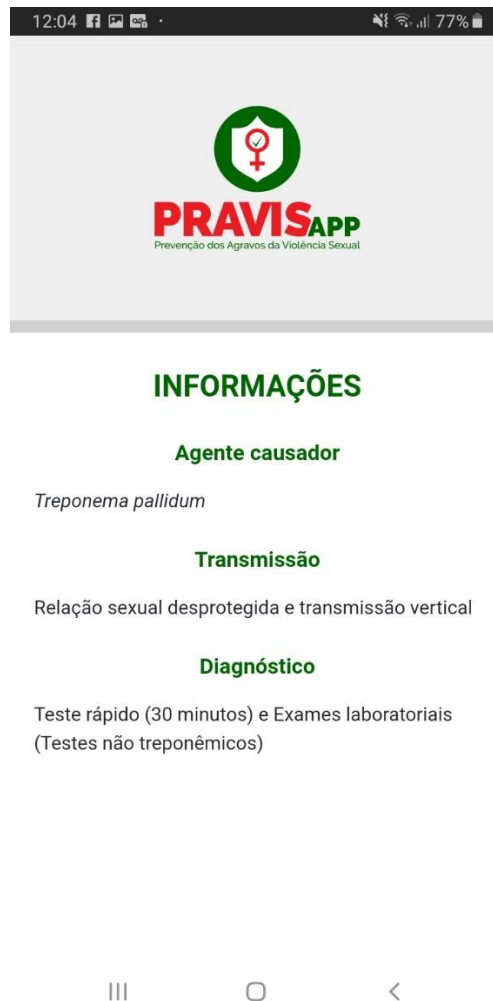 12:04
77%
PRAVISAPP
Prevenção dos Agravos da Violência Sexual
INFORMAÇÕES
Agente causador
Treponema pallidum
Transmissão
Relação sexual desprotegida e transmissão vertical
Diagnóstico
Teste rápido (30 minutos) e Exames laboratoriais
(Testes não treponêmicos)